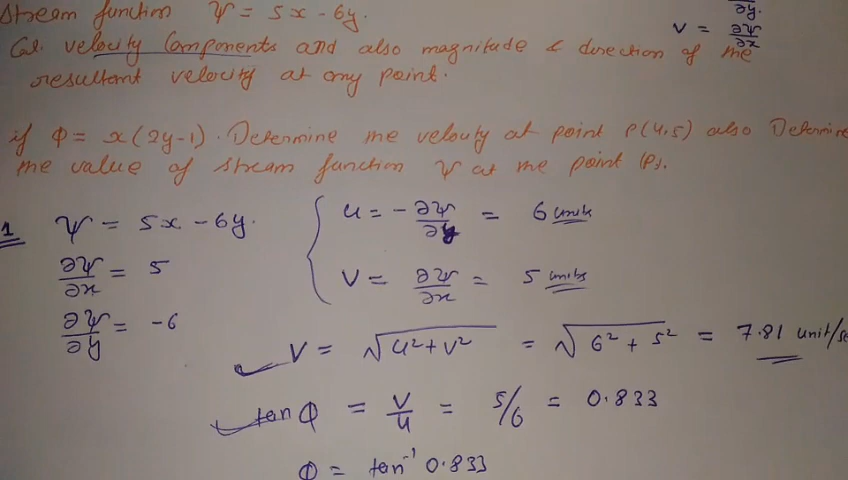 Stream function ψ = 5x - 6y.
∂y.
v = ∂ψ/∂x
Cal. velocity Components and also magnitude & direction of the
resultant velocity at any point.
if Φ = x(2y-1). Determine the velocity at point P(4,5) also Determine
the value of stream function ψ at the point (P).
1 ψ = 5x - 6y.
∂ψ/∂x = 5
∂ψ/∂y = -6
u = -∂ψ/∂y = 6 units
v = ∂ψ/∂x = 5 units
V = √u²+v² = √6²+5² = 7.81 unit/se
tan Φ = v/u = 5/6 = 0.833
Φ = tan⁻¹ 0.833